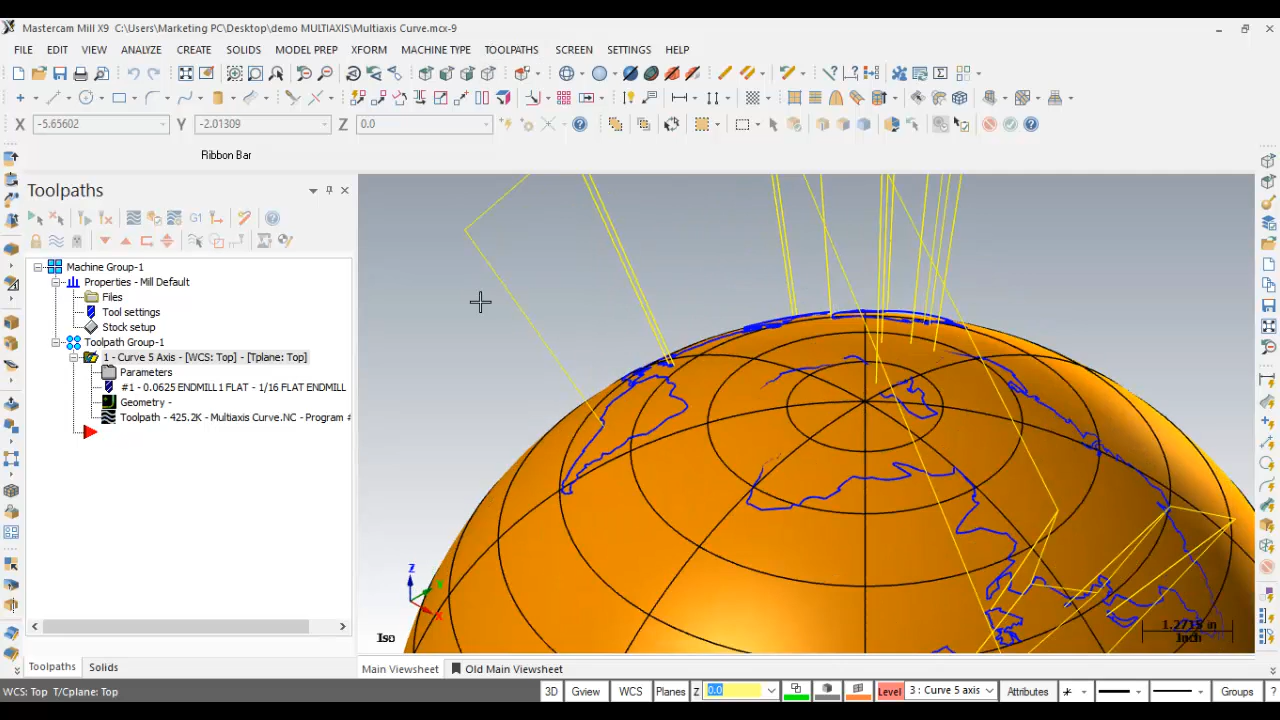 Mastercam Mill X9 C:\Users\Marketing PC\Desktop\demo MULTIAXIS\Multiaxis Curve.mcx-9
FILE EDIT VIEW ANALYZE CREATE SOLIDS MODEL PREP XFORM MACHINE TYPE TOOLPATHS SCREEN SETTINGS HELP
X -5.65602 Y -2.01309 Z 0.0
Ribbon Bar
Toolpaths
G1
Machine Group-1
Properties - Mill Default
Files
Tool settings
Stock setup
Toolpath Group-1
1 - Curve 5 Axis - [WCS: Top] - [Tplane: Top]
Parameters
#1 - 0.0625 ENDMILL1 FLAT - 1/16 FLAT ENDMILL
Geometry -
Toolpath - 425.2K - Multiaxis Curve.NC - Program #
Z
Y
X
Iso
1.2715 in
Inch
Toolpaths Solids
Main Viewsheet Old Main Viewsheet
WCS: Top T/Cplane: Top
3D Gview WCS Planes Z 0.0 Level 3 : Curve 5 axis Attributes Groups ?